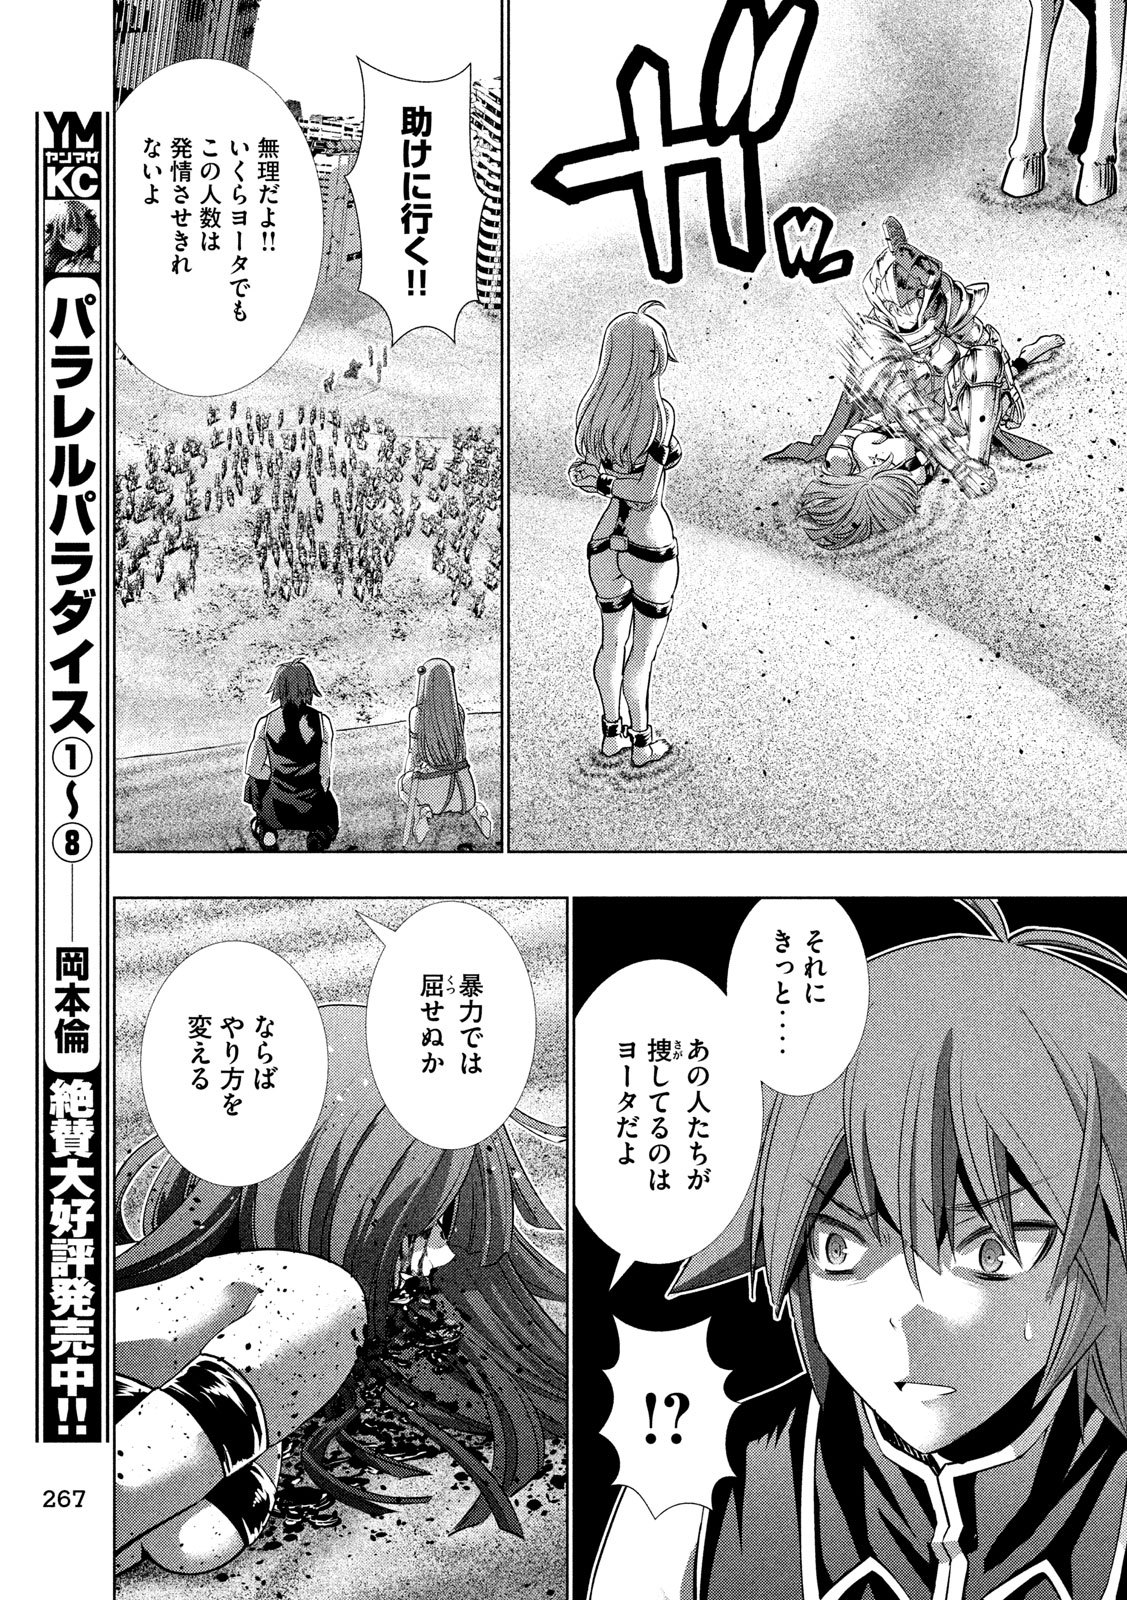 ガッ
助けに行く!!
無理だよ!!
いくらヨータでも
この人数は
発情させきれ
ないよ
それに
きっと・・・・
あの人たちが
捜してるのは
さが
ヨータだよ
!?
暴力では
屈せぬか
くっ
ならば
やり方を
変える
YM
ヤンマガ
KC
パラレルパラダイス①〜⑧――岡本倫 絶賛大好評発売中!!
267